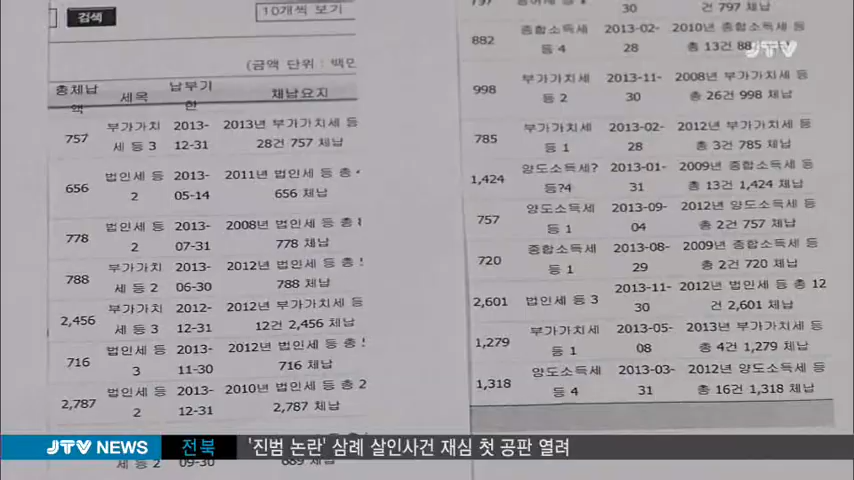 검색
10개씩 보기
(금액 단위 : 백만
총체납액 세목 납부기한 체납요지
757 부가가치세 등 3 2013-12-31 2013년 부가가치세 등 28건 757 체납
656 법인세 등 2 2013-05-14 2011년 법인세 등 총 656 체납
778 법인세 등 2 2013-07-31 2008년 법인세 등 총 778 체납
788 부가가치세 등 2 2013-06-30 2012년 법인세 등 총 788 체납
2,456 부가가치세 등 3 2012-12-31 2012년 부가가치세 등 12건 2,456 체납
716 법인세 등 3 2013-11-30 2012년 법인세 등 총 716 체납
2,787 법인세 등 2 2013-12-31 2010년 법인세 등 총 2 2,787 체납
세 등 2 09-30 689 체납
797 등 1 30 건 797 체납
882 종합소득세 등 4 2013-02-28 2010년 종합소득세 등 총 13건 88
998 부가가치세 등 2 2013-11-30 2008년 부가가치세 등 총 26건 998 체납
785 부가가치세 등 1 2013-02-28 2012년 부가가치세 등 총 3건 785 체납
1,424 양도소득세? 등?4 2013-01-31 2009년 종합소득세 등 총 13건 1,424 체납
757 양도소득세 등 1 2013-09-04 2012년 양도소득세 등 총 2건 757 체납
720 종합소득세 등 1 2013-08-29 2009년 종합소득세 등 총 2건 720 체납
2,601 법인세 등 3 2013-11-30 2012년 법인세 등 총 12건 2,601 체납
1,279 부가가치세 등 1 2013-05-08 2013년 부가가치세 등 총 4건 1,279 체납
1,318 양도소득세 등 4 2013-03-31 2012년 양도소득세 등 총 16건 1,318 체납
JTV
JTV NEWS 전북 '진범 논란' 삼례 살인사건 재심 첫 공판 열려